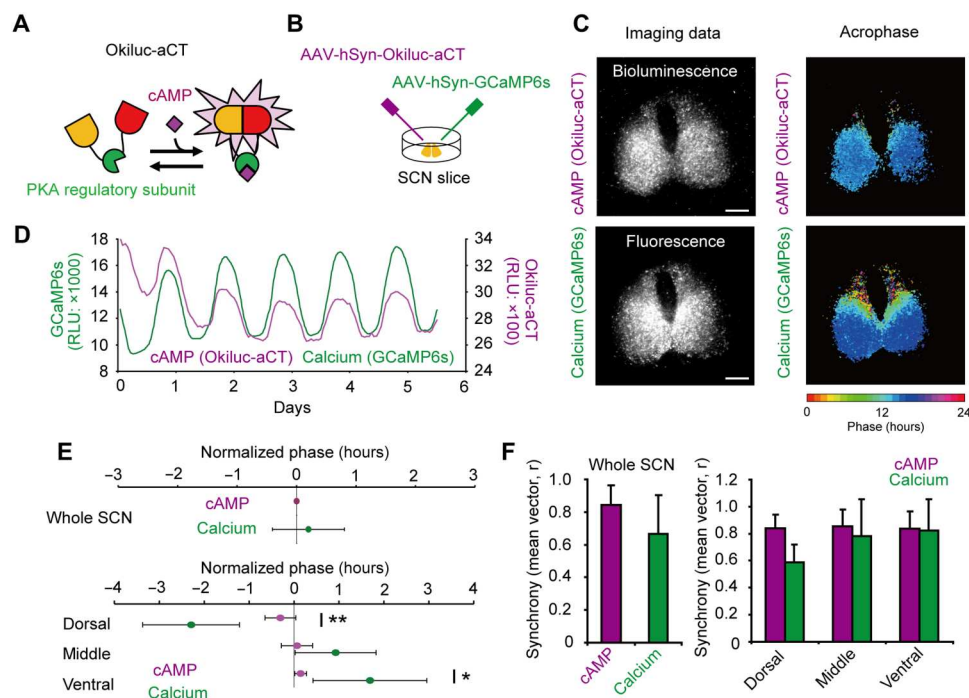 A
Okiluc-aCT
cAMP
PKA regulatory subunit
B
AAV-hSyn-Okiluc-aCT
AAV-hSyn-GCaMP6s
SCN slice
C
Imaging data
Acrophase
Bioluminescence
cAMP (Okiluc-aCT)
cAMP (Okiluc-aCT)
Fluorescence
Calcium (GCaMP6s)
Calcium (GCaMP6s)
0 12 24
Phase (hours)
D
GCaMP6s
(RLU: ×1000)
18
16
14
12
10
8
34
32
30
28
26
24
Okiluc-aCT
(RLU: ×100)
cAMP (Okiluc-aCT) Calcium (GCaMP6s)
0 1 2 3 4 5 6
Days
E
Normalized phase (hours)
−3 −2 −1 0 1 2 3
Whole SCN
cAMP
Calcium
Normalized phase (hours)
−4 −3 −2 −1 0 1 2 3 4
Dorsal
**
Middle
Ventral
*
cAMP
Calcium
F
Whole SCN
Synchrony (mean vector, r)
1
0.8
0.6
0.4
0.2
0
cAMP
Calcium
cAMP
Calcium
Synchrony (mean vector, r)
1.2
1.0
0.8
0.6
0.4
0.2
0
Dorsal
Middle
Ventral